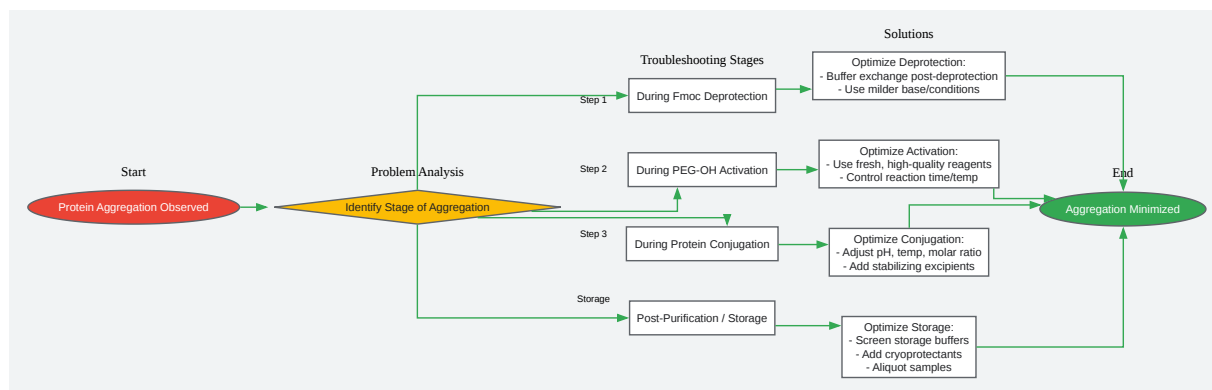 Start
Protein Aggregation Observed
Problem Analysis
Identify Stage of Aggregation
Troubleshooting Stages
Step 1
During Fmoc Deprotection
Step 2
During PEG-OH Activation
Step 3
During Protein Conjugation
Storage
Post-Purification / Storage
Solutions
Optimize Deprotection:
- Buffer exchange post-deprotection
- Use milder base/conditions
Optimize Activation:
- Use fresh, high-quality reagents
- Control reaction time/temp
Optimize Conjugation:
- Adjust pH, temp, molar ratio
- Add stabilizing excipients
Optimize Storage:
- Screen storage buffers
- Add cryoprotectants
- Aliquot samples
End
Aggregation Minimized